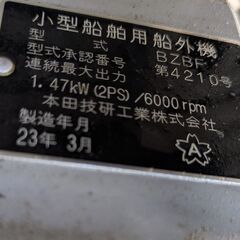 小型船舶用船外機
型式 BZBF
型式承認番号 第4210号
連続最大出力
1.47kW(2PS)/6000rpm
本田技研工業株式会社
製造年月
23年 3月
A